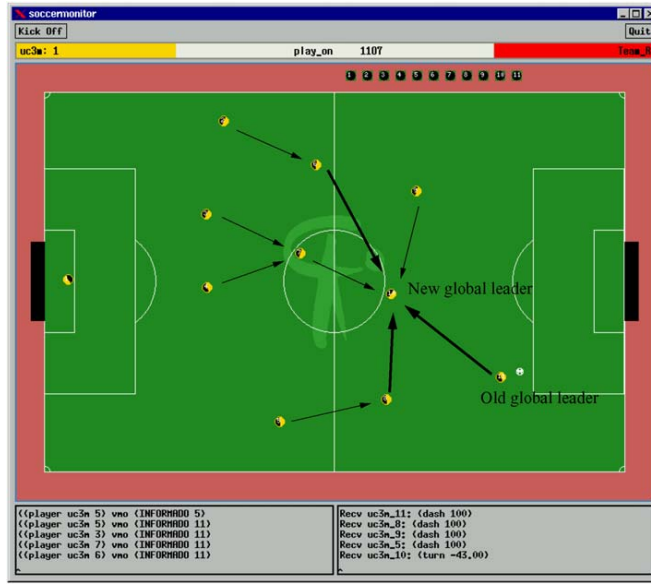 soccermonitor
Kick Off
Quit
uc3m: 1
play_on 1107
1 2 3 4 5 6 7 8 9 10 11
New global leader
Old global leader
((player uc3m 5) vmo (INFORMADO 5)
((player uc3m 5) vmo (INFORMADO 11)
((player uc3m 3) vmo (INFORMADO 11)
((player uc3m 7) vmo (INFORMADO 11)
((player uc3m 6) vmo (INFORMADO 11)
Recv uc3m_11: (dash 100)
Recv uc3m_8: (dash 100)
Recv uc3m_9: (dash 100)
Recv uc3m_5: (dash 100)
Recv uc3m_10: (turn -43.00)